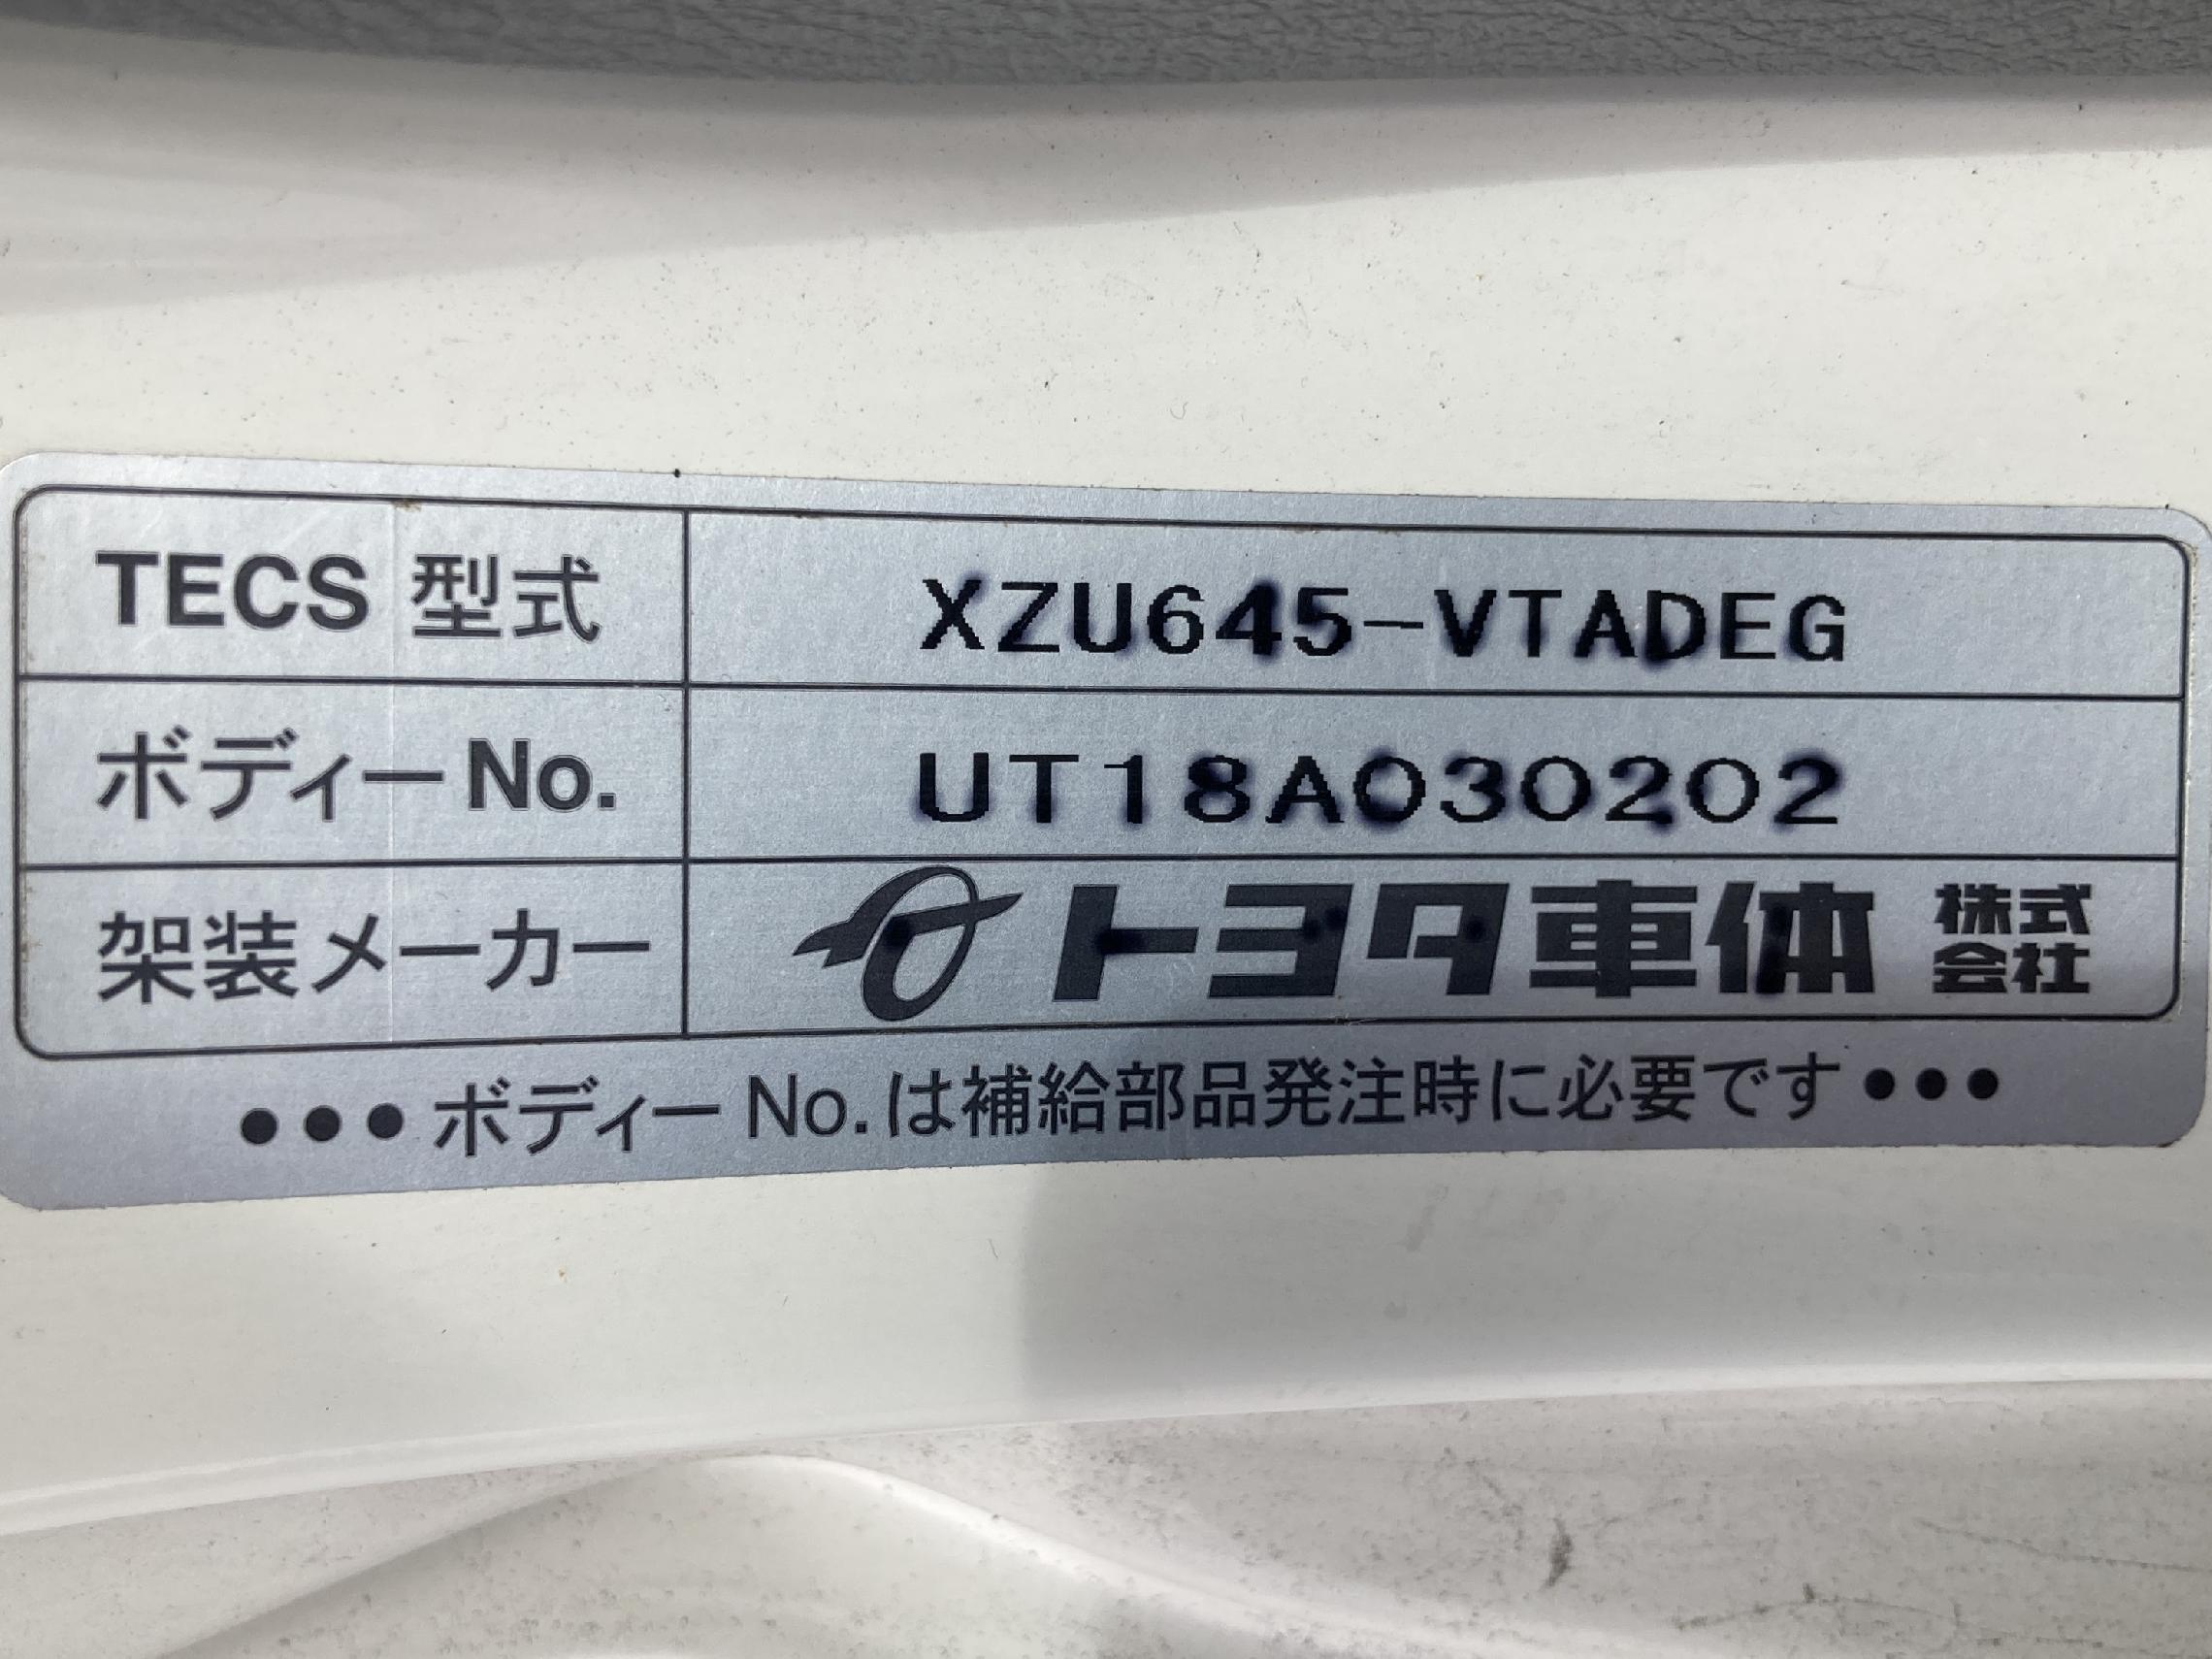 TECS 型式 XZU645-VTADEG
ボディー No. UT18A030202
架装メーカー トヨタ車体 株式会社
●●●ボディー No.は補給部品発注時に必要です●●●